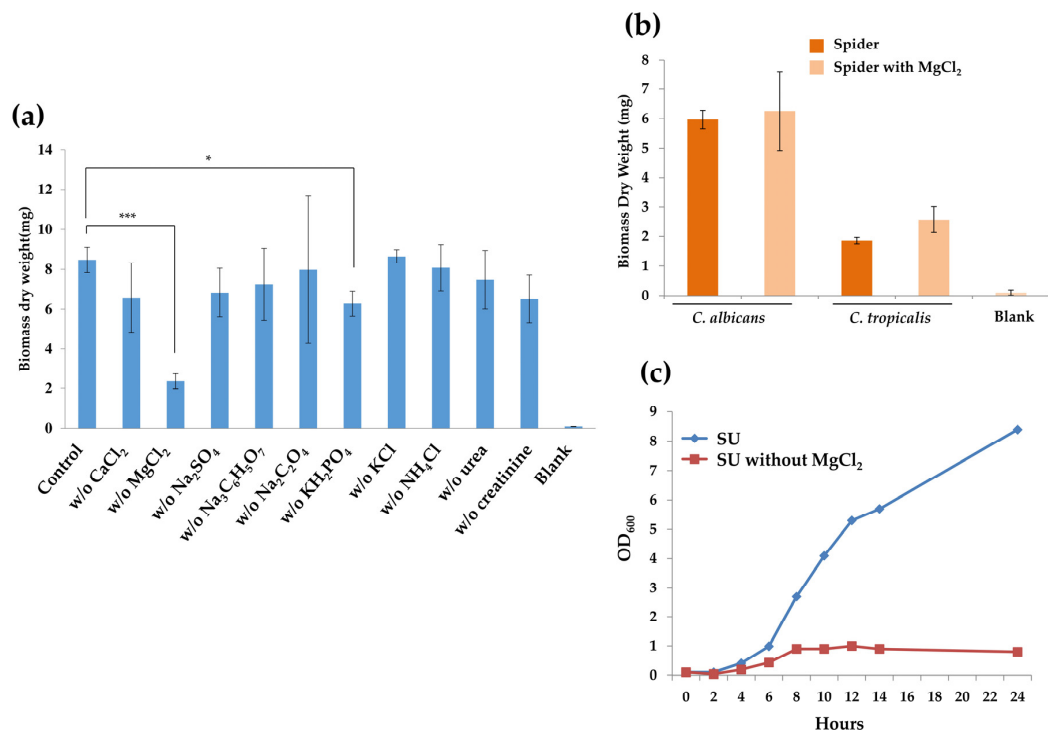 (a)
Biomass dry weight(mg)
14
12
10
8
6
4
2
0
*
***
Control
w/o CaCl₂
w/o MgCl₂
w/o Na₂SO₄
w/o Na₃C₆H₅O₇
w/o Na₂C₂O₄
w/o KH₂PO₄
w/o KCl
w/o NH₄Cl
w/o urea
w/o creatinine
Blank
(b)
Spider
Spider with MgCl₂
Biomass Dry Weight (mg)
8
7
6
5
4
3
2
1
0
C. albicans C. tropicalis Blank
(c)
SU
SU without MgCl₂
OD₆₀₀
9
8
7
6
5
4
3
2
1
0
0 2 4 6 8 10 12 14 16 18 20 22 24
Hours